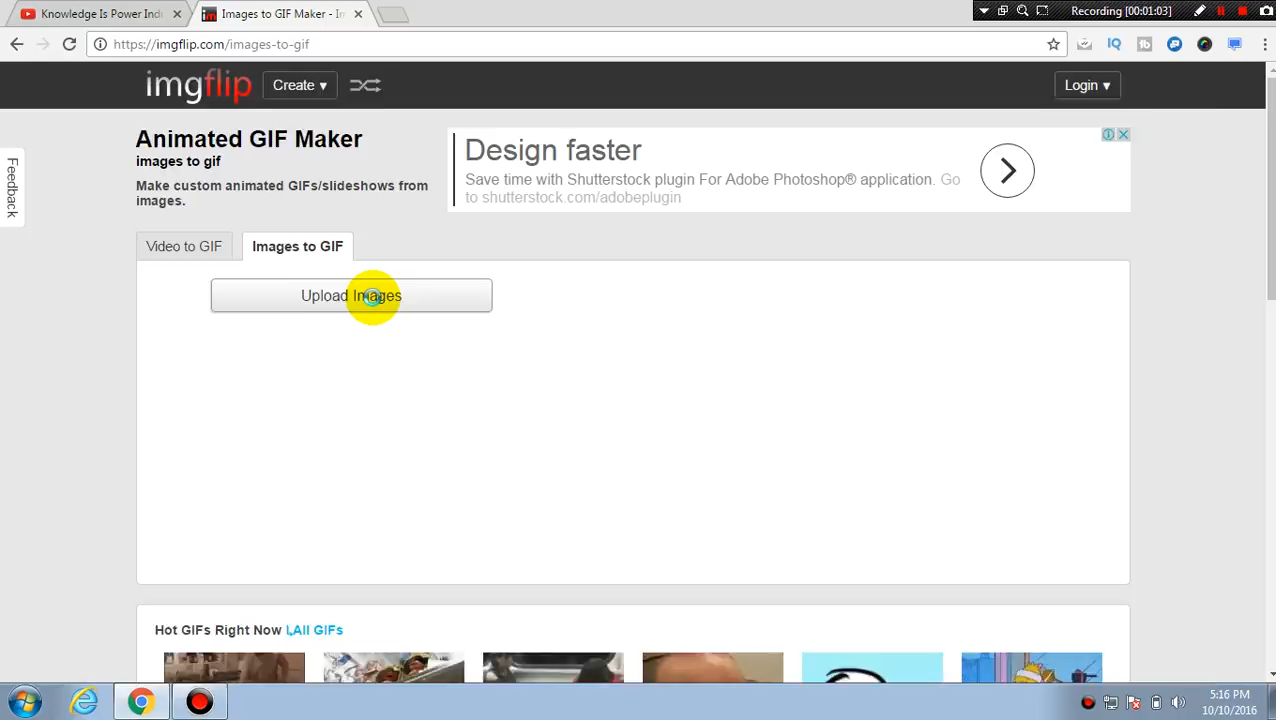 Knowledge Is Power Ind
Images to GIF Maker - Im
Recording [00:01:03]
https://imgflip.com/images-to-gif
imgflip
Create ▾
Login ▾
Feedback
Animated GIF Maker
images to gif
Make custom animated GIFs/slideshows from
images.
Design faster
Save time with Shutterstock plugin For Adobe Photoshop® application. Go
to shutterstock.com/adobeplugin
Video to GIF
Images to GIF
Upload Images
Hot GIFs Right Now
All GIFs
5:16 PM
10/10/2016